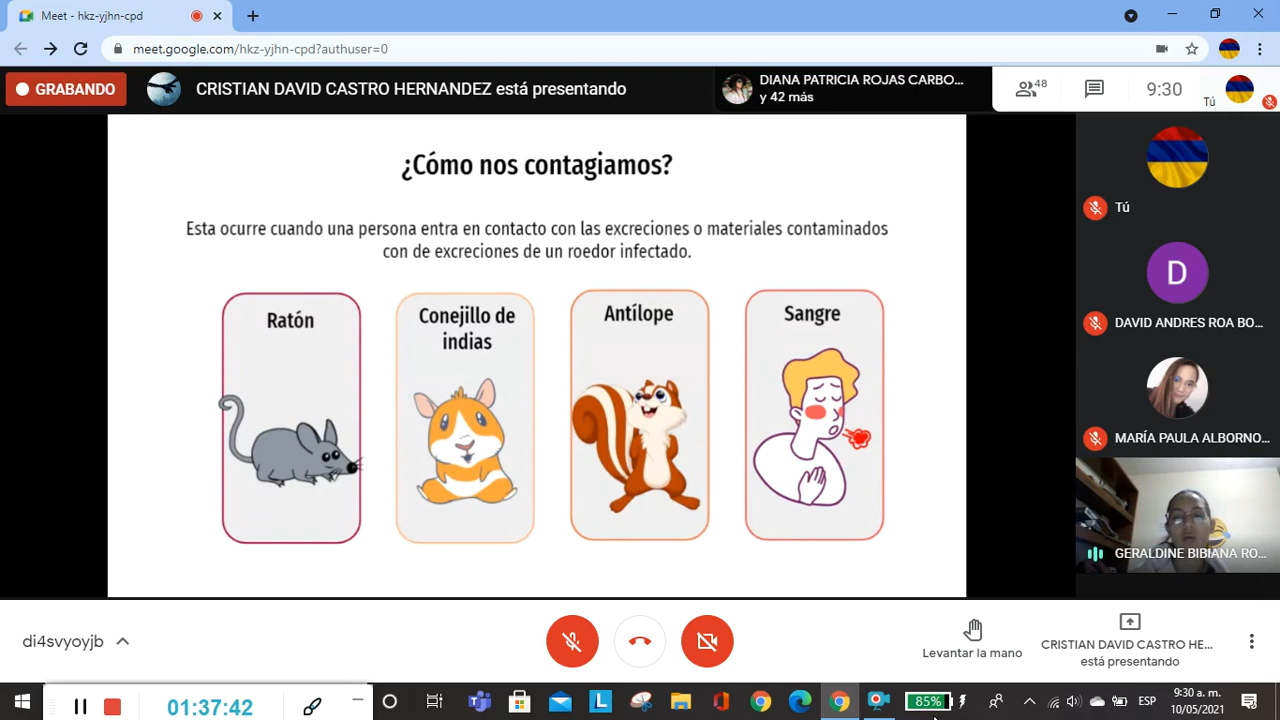 Meet - hkz-yjhn-cpd
meet.google.com/hkz-yjhn-cpd?authuser=0
GRABANDO
CRISTIAN DAVID CASTRO HERNANDEZ está presentando
DIANA PATRICIA ROJAS CARBO...
y 42 más
48
9:30
Tú
¿Cómo nos contagiamos?
Esta ocurre cuando una persona entra en contacto con las excreciones o materiales contaminados
con de excreciones de un roedor infectado.
Ratón
Conejillo de
indias
Antílope
Sangre
Tú
D
DAVID ANDRES ROA BO...
MARÍA PAULA ALBORNO...
GERALDINE BIBIANA RO...
di4svyoyjb
Levantar la mano
CRISTIAN DAVID CASTRO HE...
está presentando
01:37:42
L
85%
ESP
9:30 a. m.
10/05/2021